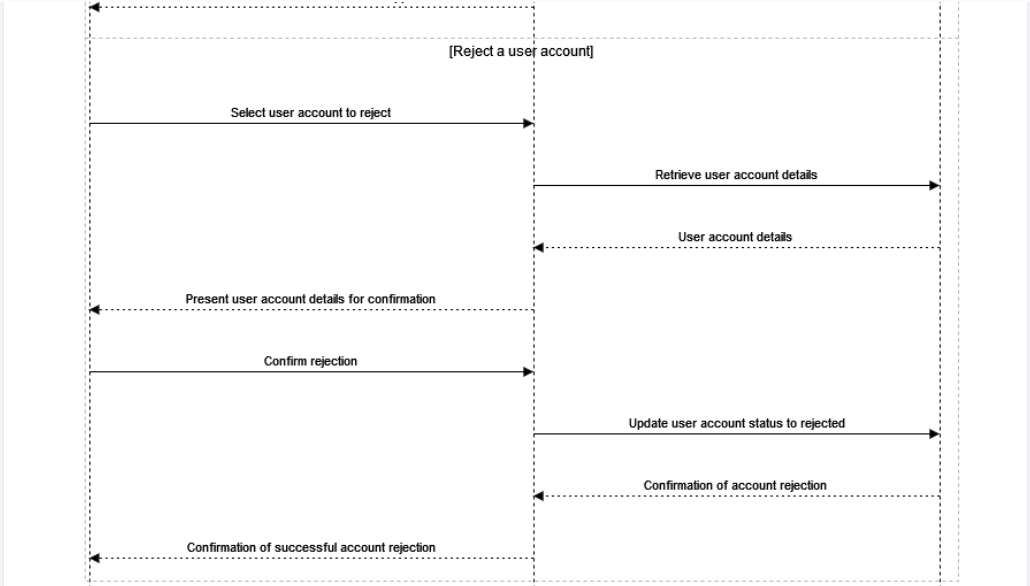 [Reject a user account]
Select user account to reject
Retrieve user account details
User account details
Present user account details for confirmation
Confirm rejection
Update user account status to rejected
Confirmation of account rejection
Confirmation of successful account rejection